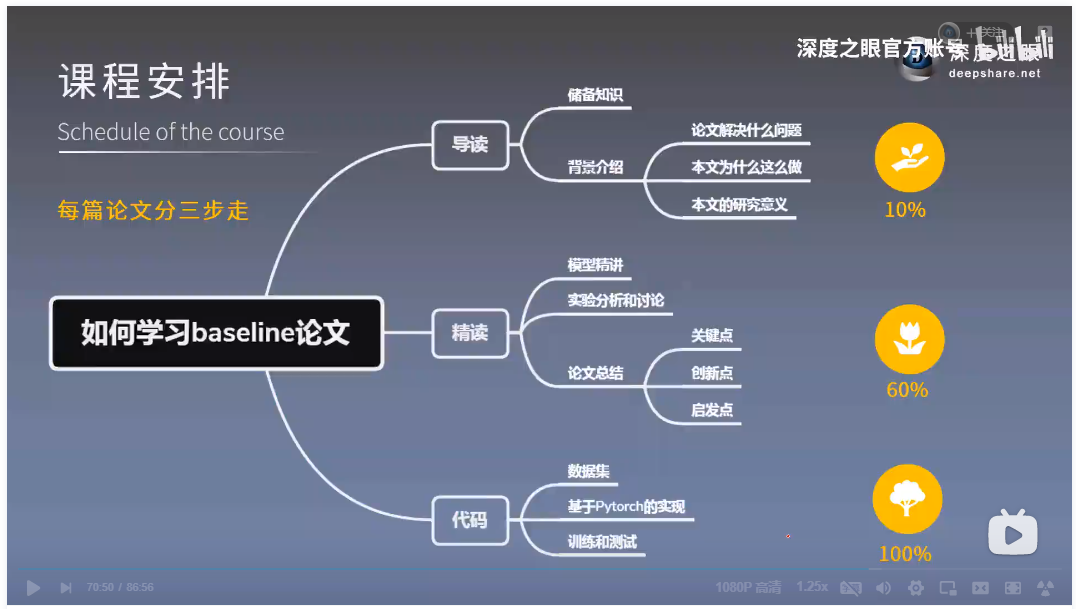 深度之眼官方账号
+关注
bilibili
深度之眼
deepshare.net
课程安排
Schedule of the course
每篇论文分三步走
如何学习baseline论文
导读
储备知识
背景介绍
论文解决什么问题
本文为什么这么做
本文的研究意义
10%
精读
模型精讲
实验分析和讨论
论文总结
关键点
创新点
启发点
60%
代码
数据集
基于Pytorch的实现
训练和测试
100%
70:50 / 86:56
1080P 高清
1.25x